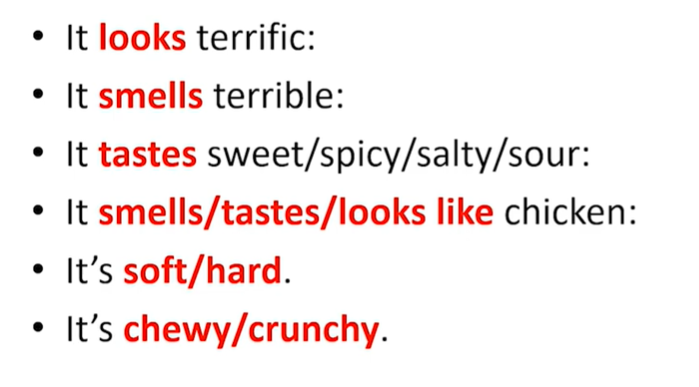 • It looks terrific:
• It smells terrible:
• It tastes sweet/spicy/salty/sour:
• It smells/tastes/looks like chicken:
• It’s soft/hard.
• It’s chewy/crunchy.